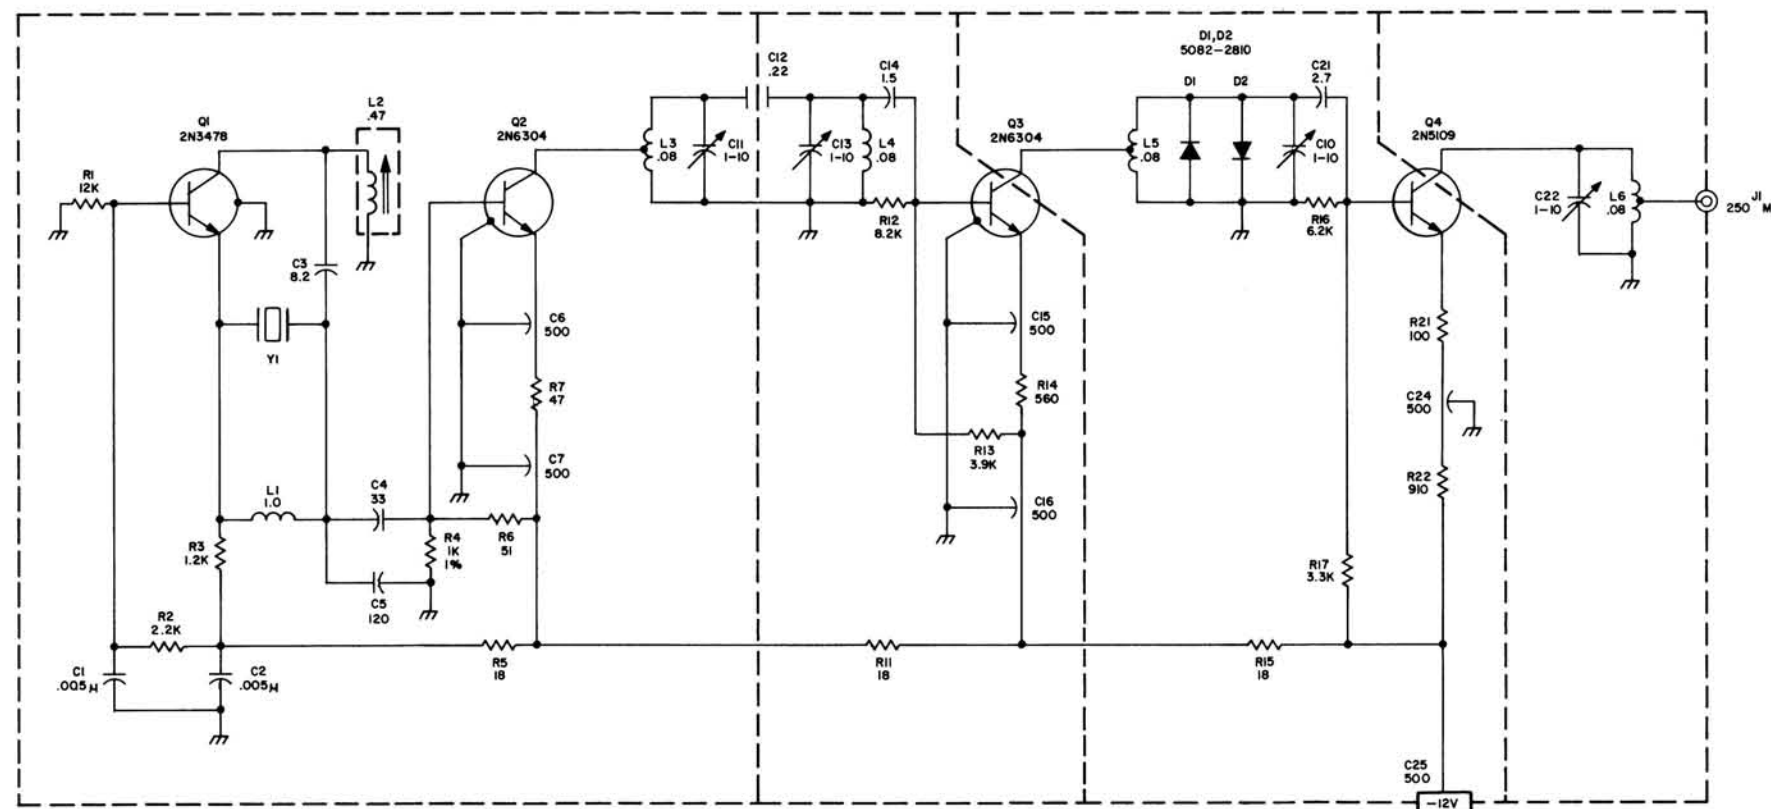 D1,D2
5082-2810
C12
.22
C14
1.5
D1
D2
C21
2.7
L2
.47
Q1
2N3478
Q2
2N6304
Q3
2N6304
Q4
2N5109
L3
.08
C11
1-10
C13
1-10
L4
.08
L5
.08
C10
1-10
R1
12K
C22
1-10
L6
.08
J1
250 M
R12
8.2K
R16
6.2K
C3
8.2
C6
500
C15
500
R21
100
Y1
R7
47
R14
560
C24
500
R13
3.9K
C7
500
R22
910
L1
1.0
C4
33
C16
500
R3
1.2K
R4
1K
1%
R6
51
R17
3.3K
C5
120
R2
2.2K
R5
18
R11
18
R15
18
C1
.005μ
C2
.005μ
C25
500
-12V